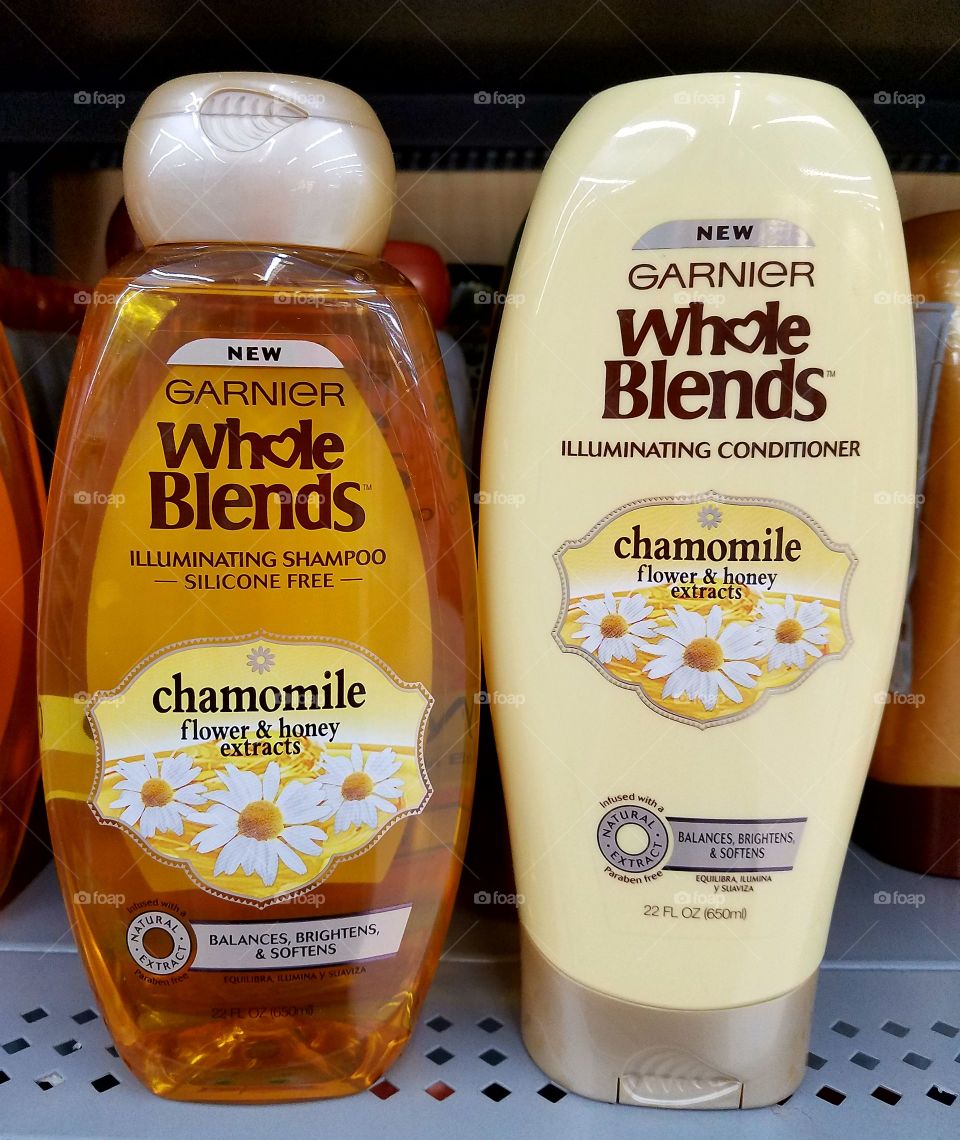 NEW
GARNIER
Whole
Blends™
ILLUMINATING SHAMPOO
— SILICONE FREE —
chamomile
flower & honey
extracts
Infused with a
NATURAL EXTRACT
Paraben free
BALANCES, BRIGHTENS,
& SOFTENS
EQUILIBRA, ILUMINA Y SUAVIZA
22 FL OZ (650ml)
NEW
GARNIER
Whole
Blends™
ILLUMINATING CONDITIONER
chamomile
flower & honey
extracts
Infused with a
NATURAL EXTRACT
Paraben free
BALANCES, BRIGHTENS,
& SOFTENS
EQUILIBRA, ILUMINA
Y SUAVIZA
22 FL OZ (650ml)
foap